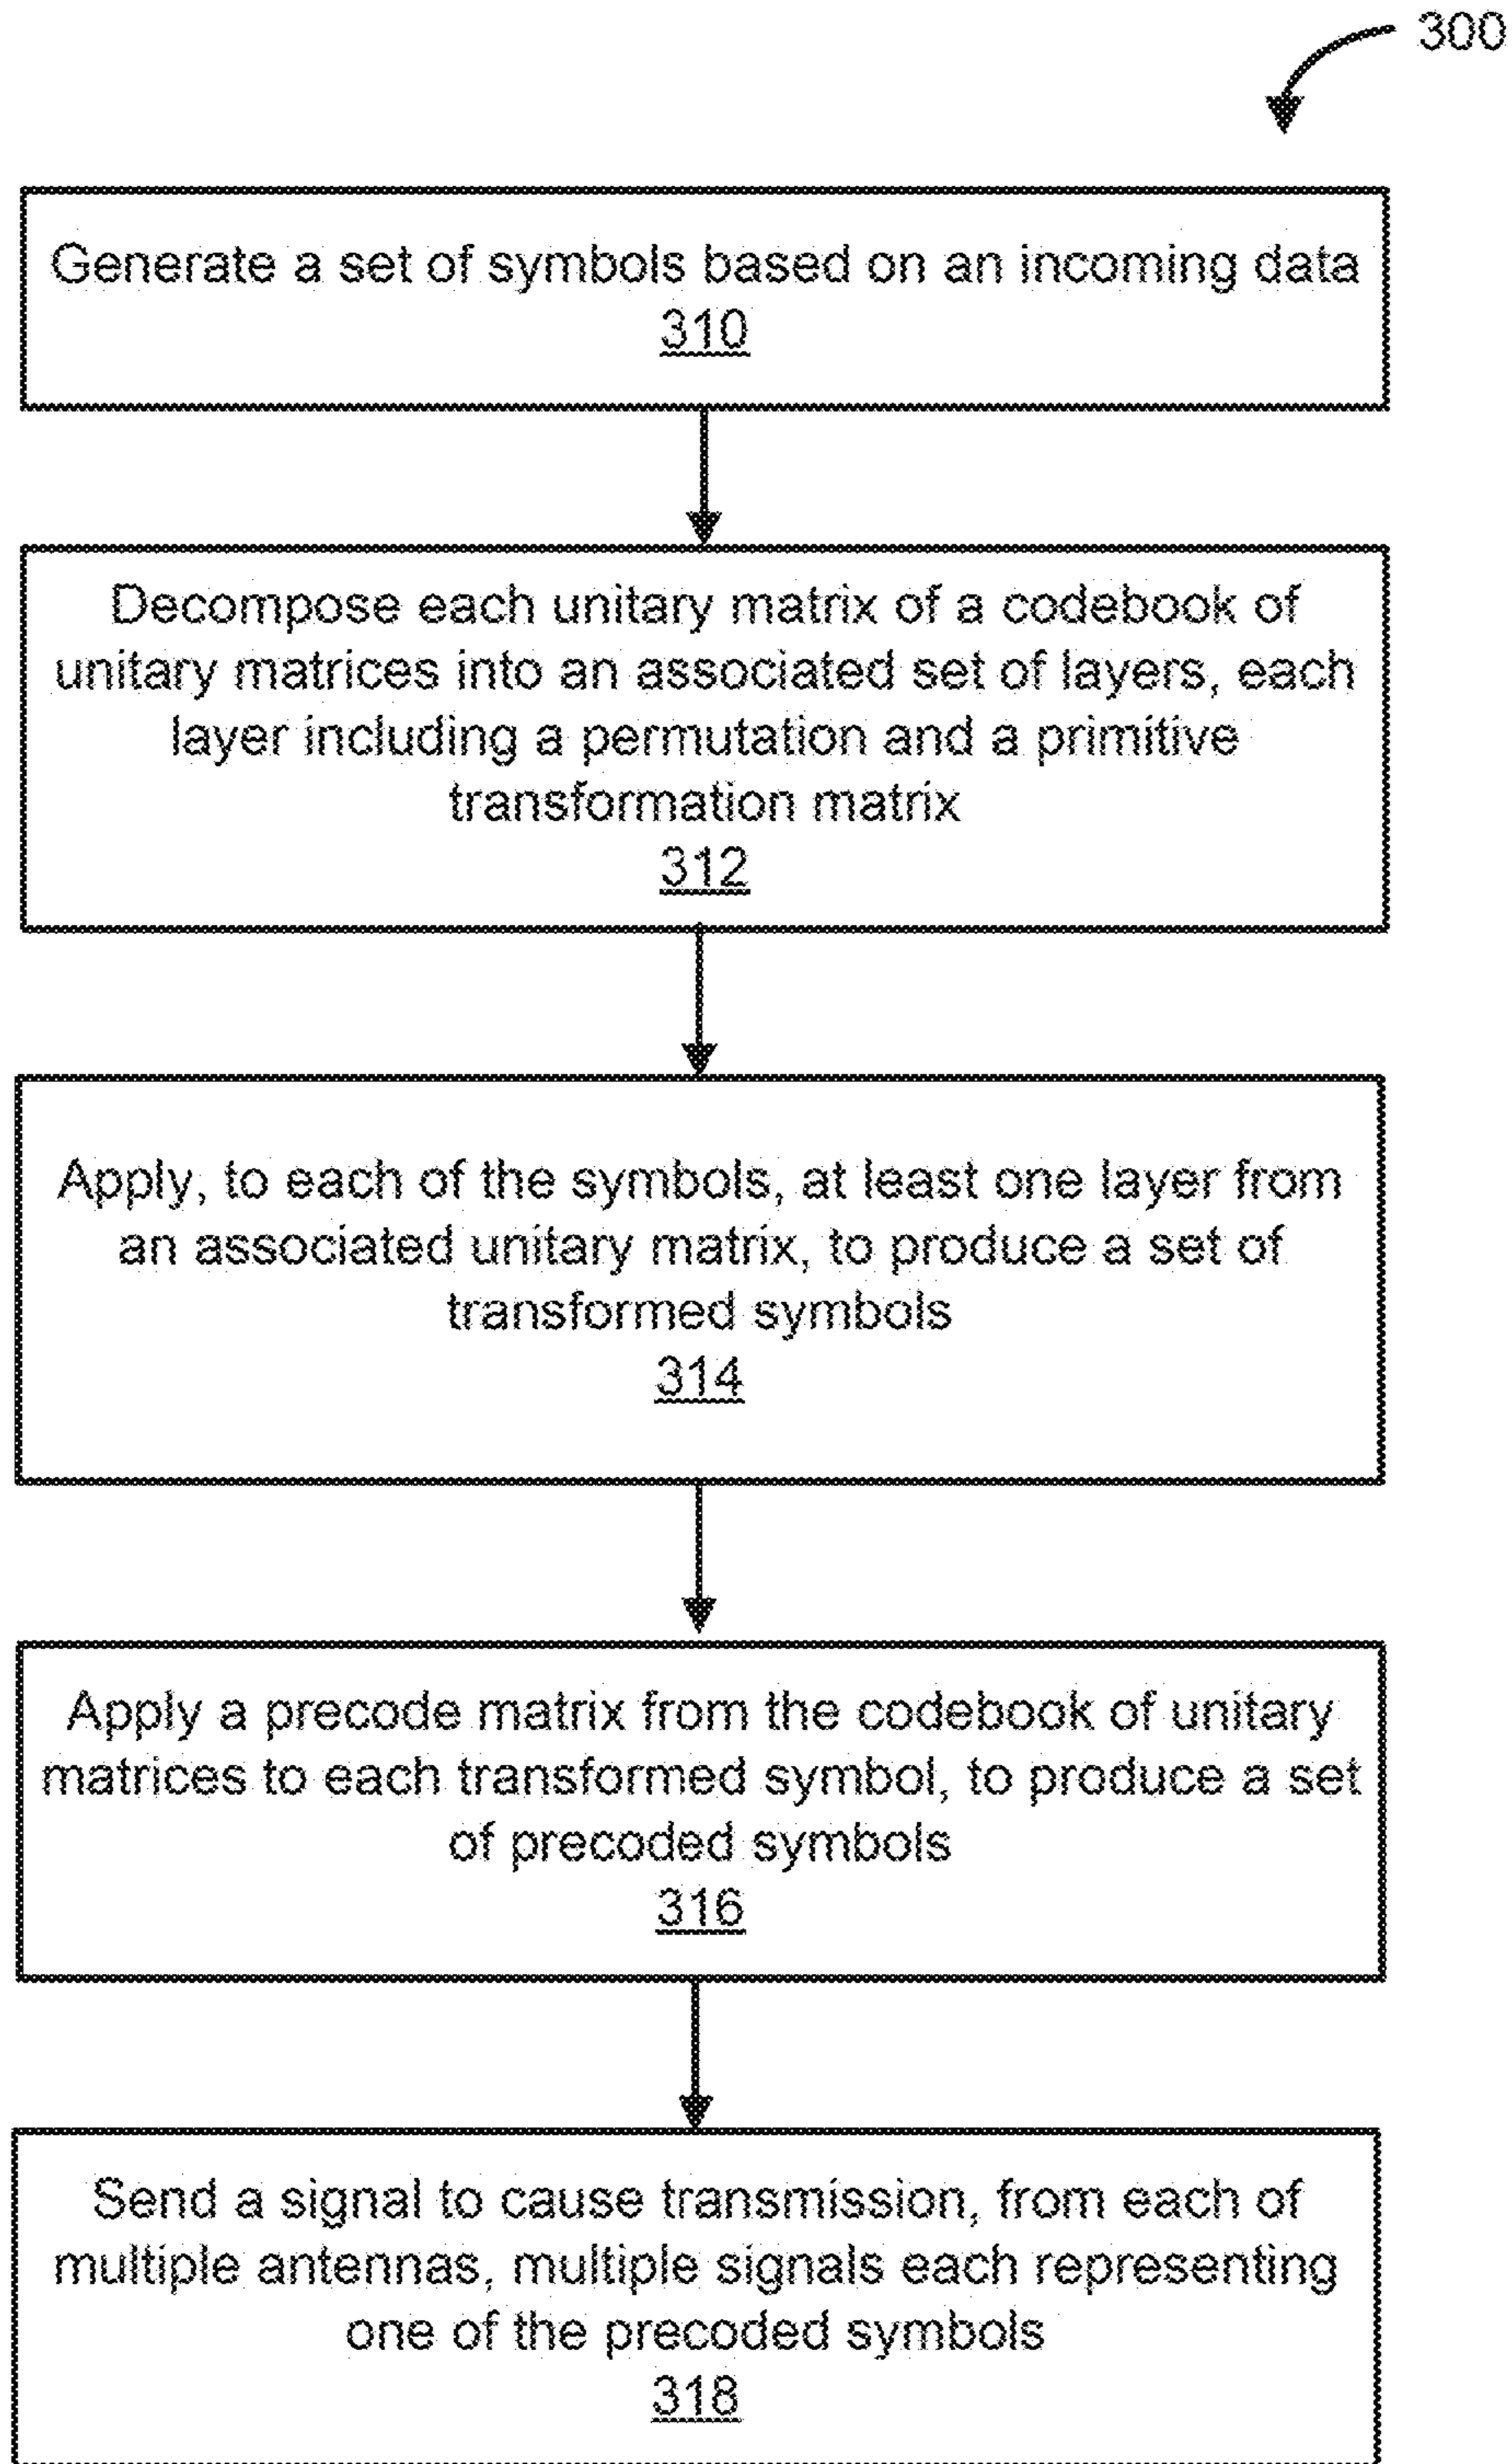 300
Generate a set of symbols based on an incoming data
310
Decompose each unitary matrix of a codebook of
unitary matrices into an associated set of layers, each
layer including a permutation and a primitive
transformation matrix
312
Apply, to each of the symbols, at least one layer from
an associated unitary matrix, to produce a set of
transformed symbols
314
Apply a precode matrix from the codebook of unitary
matrices to each transformed symbol, to produce a set
of precoded symbols
316
Send a signal to cause transmission, from each of
multiple antennas, multiple signals each representing
one of the precoded symbols
318